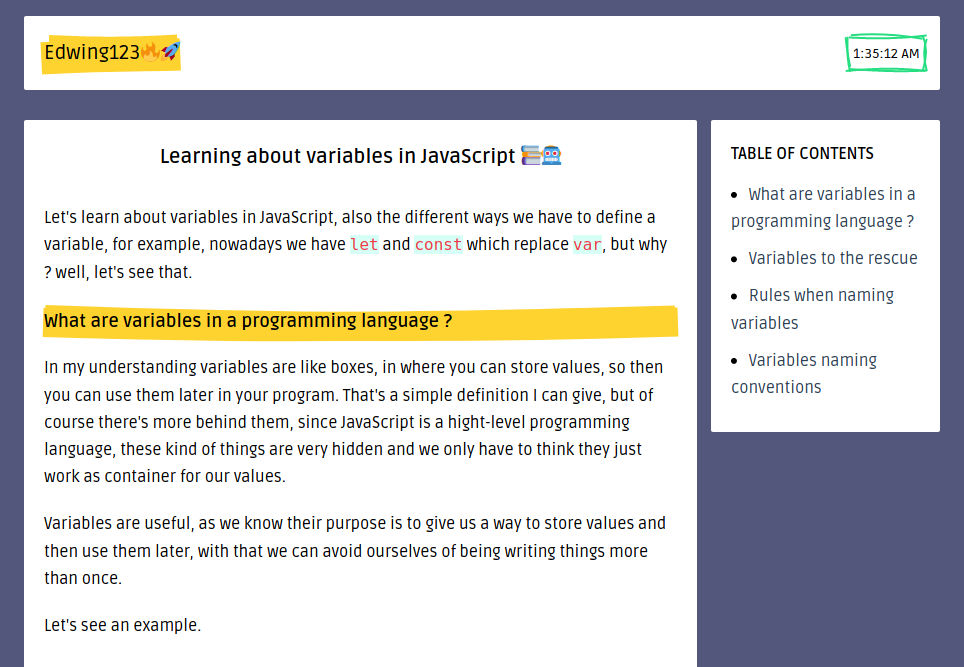 Edwing123🔥🚀
1:35:12 AM
Learning about variables in JavaScript 📚🤖
Let's learn about variables in JavaScript, also the different ways we have to define a
variable, for example, nowadays we have let and const which replace var, but why
? well, let's see that.
What are variables in a programming language ?
In my understanding variables are like boxes, in where you can store values, so then
you can use them later in your program. That's a simple definition I can give, but of
course there's more behind them, since JavaScript is a hight-level programming
language, these kind of things are very hidden and we only have to think they just
work as container for our values.
Variables are useful, as we know their purpose is to give us a way to store values and
then use them later, with that we can avoid ourselves of being writing things more
than once.
Let's see an example.
TABLE OF CONTENTS
• What are variables in a
programming language ?
• Variables to the rescue
• Rules when naming
variables
• Variables naming
conventions